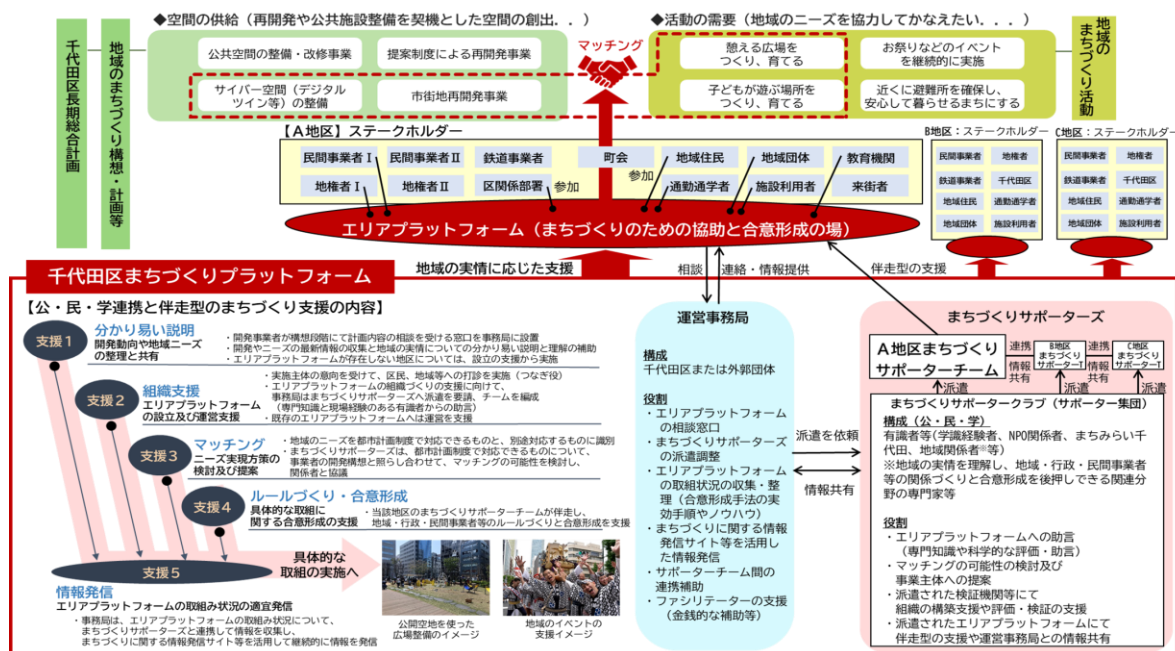 千代田区長期総合計画
地域のまちづくり構想・計画等
◆空間の供給（再開発や公共施設整備を契機とした空間の創出．．）
公共空間の整備・改修事業
提案制度による再開発事業
サイバー空間（デジタル
ツイン等）の整備
市街地再開発事業
マッチング
◆活動の需要（地域のニーズを協力してかなえたい．．．）
憩える広場を
つくり、育てる
お祭りなどのイベント
を継続的に実施
子どもが遊ぶ場所を
つくり、育てる
近くに避難所を確保し、
安心して暮らせるまちにする
地域の
まちづくり活動
【A地区】ステークホルダー
民間事業者Ⅰ
民間事業者Ⅱ
鉄道事業者
町会
地域住民
地域団体
教育機関
地権者Ⅰ
地権者Ⅱ
区関係部署
参加
参加
通勤通学者
施設利用者
来街者
B地区：ステークホルダー
民間事業者
地権者
鉄道事業者
千代田区
地域住民
通勤通学者
地域団体
施設利用者
C地区：ステークホルダー
民間事業者
地権者
鉄道事業者
千代田区
地域住民
通勤通学者
地域団体
施設利用者
エリアプラットフォーム（まちづくりのための協助と合意形成の場）
千代田区まちづくりプラットフォーム
地域の実情に応じた支援
相談
連絡・情報提供
伴走型の支援
【公・民・学連携と伴走型のまちづくり支援の内容】
支援1
分かり易い説明
開発動向や地域ニーズ
の整理と共有
・開発事業者が構想段階にて計画内容の相談を受ける窓口を事務局に設置
・開発やニーズの最新情報の収集と地域の実情についての分かり易い説明と理解の補助
・エリアプラットフォームが存在しない地区については、設立の支援から実施
支援2
組織支援
エリアプラットフォーム
の設立及び運営支援
・実施主体の意向を受けて、区民、地域等への打診を実施（つなぎ役）
・エリアプラットフォームの組織づくりの支援に向けて、
事務局はまちづくりサポーターズへ派遣を要請、チームを編成
（専門知識と現場経験のある有識者からの助言）
・既存のエリアプラットフォームへは運営を支援
支援3
マッチング
ニーズ実現方策の
検討及び提案
・地域のニーズを都市計画制度で対応できるものと、別途対応するものに識別
・まちづくりサポーターズは、都市計画制度で対応できるものについて、
事業者の開発構想と照らし合わせて、マッチングの可能性を検討し、
関係者と協議
支援4
ルールづくり・合意形成
具体的な取組に
関する合意形成の支援
・当該地区のまちづくりサポーターチームが伴走し、
地域・行政・民間事業者等のルールづくりと合意形成を支援
支援5
具体的な
取組の実施へ
情報発信
エリアプラットフォームの取組み状況の適宜発信
・事務局は、エリアプラットフォームの取組み状況について、
まちづくりサポーターズと連携して情報を収集し、
まちづくりに関する情報発信サイト等を活用して継続的に情報を発信
公開空地を使った
広場整備のイメージ
地域のイベントの
支援イメージ
運営事務局
構成
千代田区または外郭団体
役割
・エリアプラットフォーム
の相談窓口
・まちづくりサポーターズ
の派遣調整
・エリアプラットフォーム
の取組状況の収集・整
理（合意形成手法の実
効手順やノウハウ）
・まちづくりに関する情報
発信サイト等を活用し
た情報発信
・サポーターチーム間の
連携補助
・ファシリテーターの支援
（金銭的な補助等）
派遣を依頼
情報共有
まちづくりサポーターズ
A地区まちづくり
サポーターチーム
連携
情報
共有
B地区
まちづくり
サポーターT
連携
情報
共有
C地区
まちづくり
サポーターT
派遣
派遣
派遣
まちづくりサポータークラブ（サポーター集団）
構成（公・民・学）
有識者等(学識経験者、NPO関係者、まちみらい千
代田、地域関係者※等）
※地域の実情を理解し、地域・行政・民間事業者
等の関係づくりと合意形成を後押しできる関連分
野の専門家等
役割
・エリアプラットフォームへの助言
（専門知識や科学的な評価・助言）
・マッチングの可能性の検討及び
事業主体への提案
・派遣された検証機関等にて
組織の構築支援や評価・検証の支援
・派遣されたエリアプラットフォームにて
伴走型の支援や運営事務局との情報共有